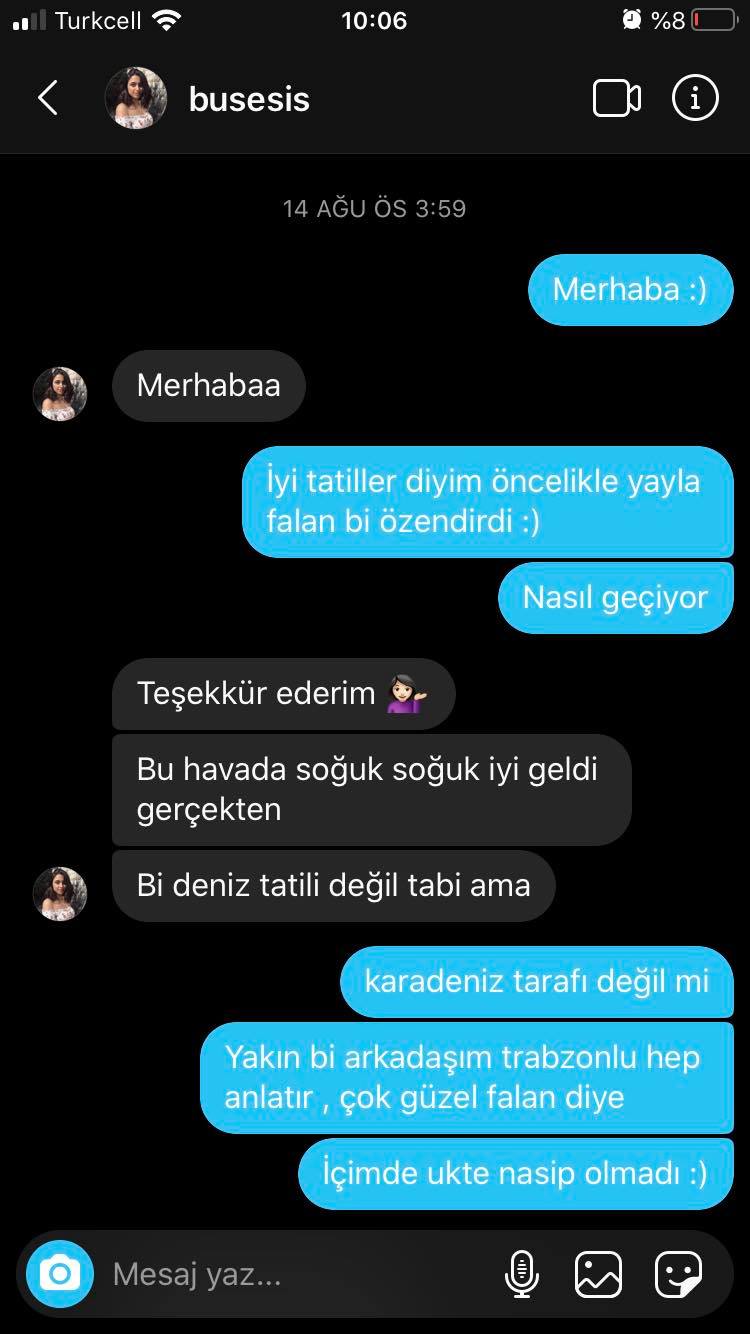 Turkcell
10:06
%8
busesis
14 AĞU ÖS 3:59
Merhaba :)
Merhabaa
İyi tatiller diyim öncelikle yayla
falan bi özendirdi :)
Nasıl geçiyor
Teşekkür ederim 💁🏻‍♀️
Bu havada soğuk soğuk iyi geldi
gerçekten
Bi deniz tatili değil tabi ama
karadeniz tarafı değil mi
Yakın bi arkadaşım trabzonlu hep
anlatır , çok güzel falan diye
İçimde ukte nasip olmadı :)
Mesaj yaz...